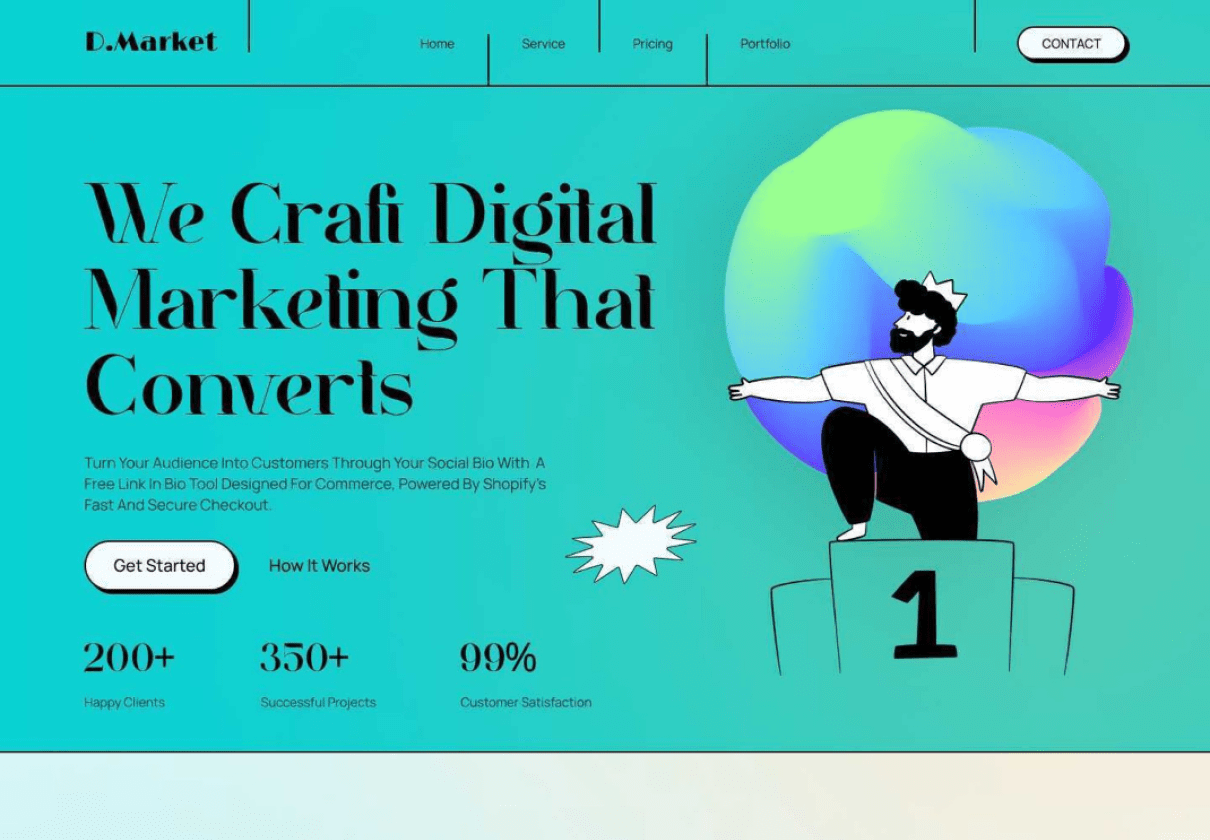 D.Market
Home
Service
Pricing
Portfolio
CONTACT
We Craft Digital
Marketing That
Converts
Turn Your Audience Into Customers Through Your Social Bio With A
Free Link In Bio Tool Designed For Commerce, Powered By Shopify's
Fast And Secure Checkout.
Get Started
How It Works
200+
350+
99%
Happy Clients
Successful Projects
Customer Satisfaction
1